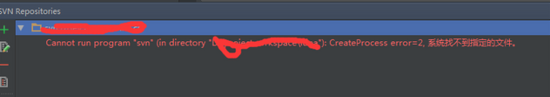 SVN Repositories
Cannot run program "svn" (in directory "D: "): CreateProcess error=2, 系统找不到指定的文件。